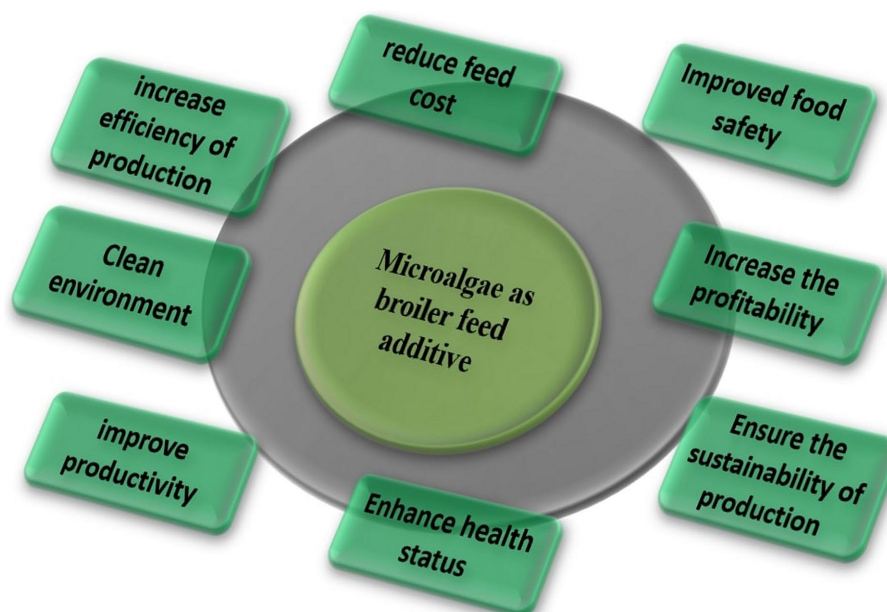 reduce feed
cost
Improved food
safety
Increase the
profitability
Ensure the
sustainability of
production
Enhance health
status
improve
productivity
Clean
environment
increase
efficiency of
production
Microalgae as
broiler feed
additive